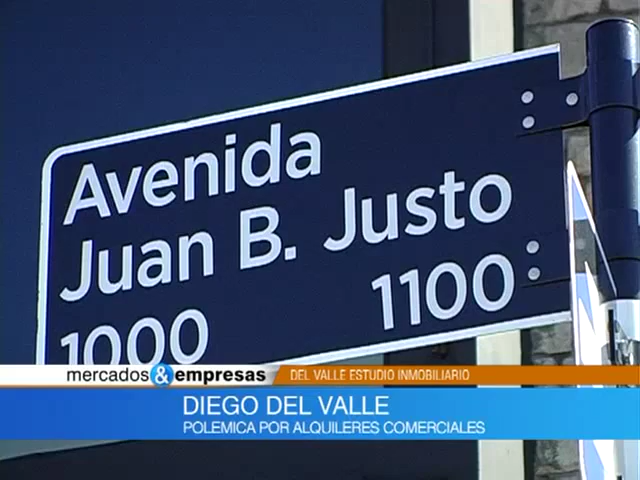 Avenida
Juan B. Justo
1000 1100
mercados&empresas DEL VALLE ESTUDIO INMOBILIARIO
DIEGO DEL VALLE
POLEMICA POR ALQUILERES COMERCIALES